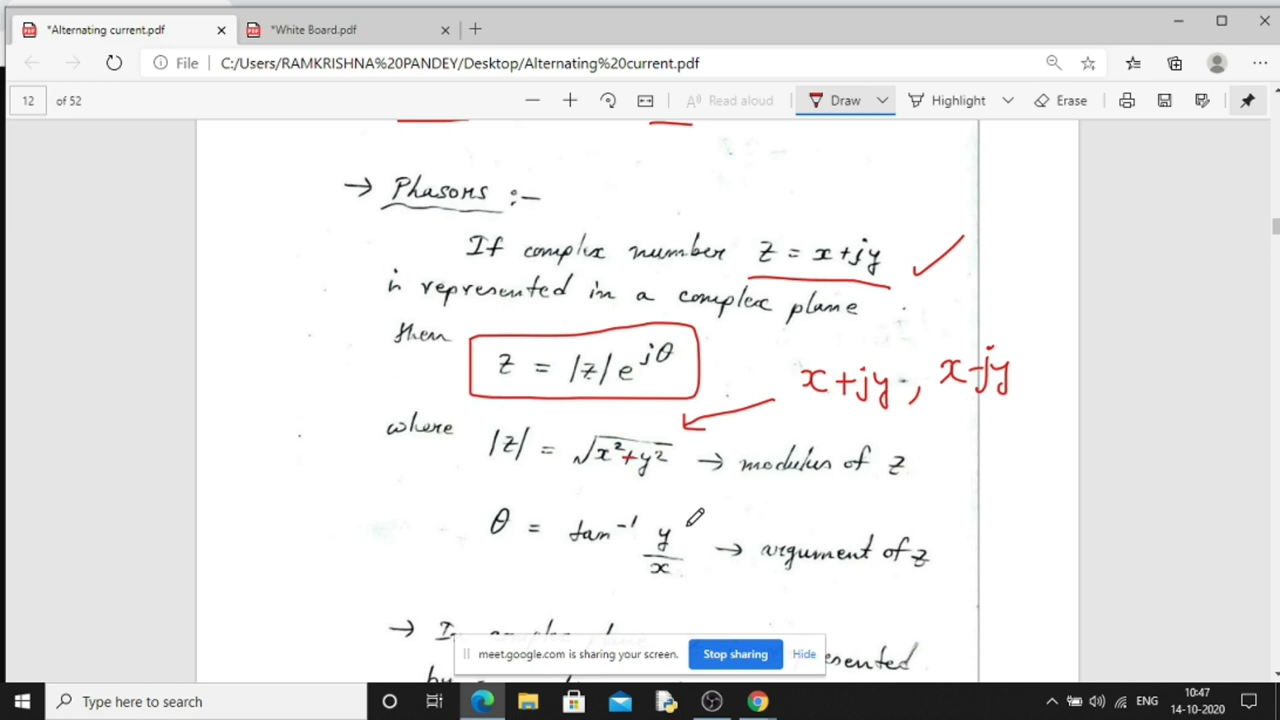 *Alternating current.pdf
*White Board.pdf
File C:/Users/RAMKRISHNA%20PANDEY/Desktop/Alternating%20current.pdf
12 of 52 Read aloud Draw Highlight Erase
→ Phasors :-
If complex number z = x+jy
is represented in a complex plane
then
z = |z| e^{jθ}
x+jy , x-jy
where |z| = √x²+y² → modulus of z
θ = tan⁻¹ y/x → argument of z
→
meet.google.com is sharing your screen. Stop sharing Hide
Type here to search
ENG
10:47
14-10-2020